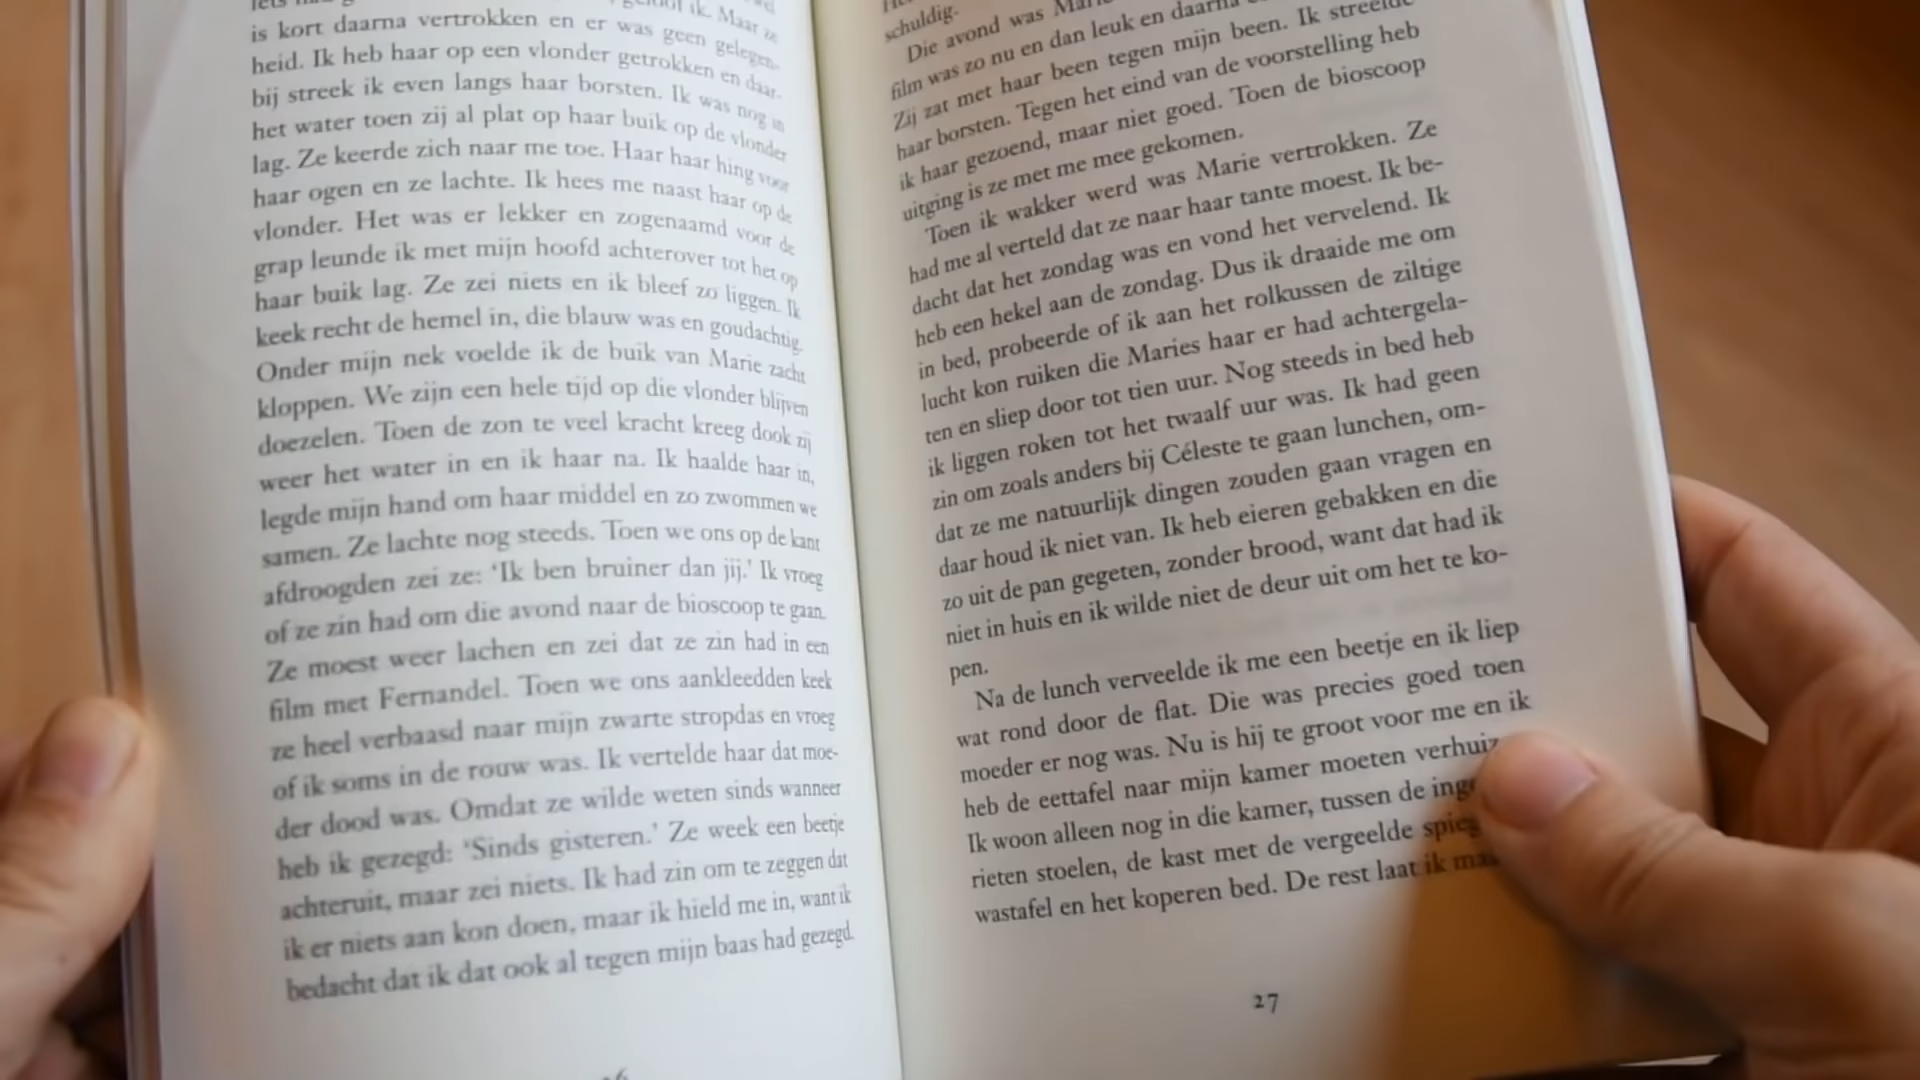 is kort daarna vertrokken en er was geen gelegen-
heid. Ik heb haar op een vlonder getrokken en daar-
bij streek ik even langs haar borsten. Ik was nog in
het water toen zij al plat op haar buik op de vlonder
lag. Ze keerde zich naar me toe. Haar haar hing voor
haar ogen en ze lachte. Ik hees me naast haar op de
vlonder. Het was er lekker en zogenaamd voor de
grap leunde ik met mijn hoofd achterover tot het op
haar buik lag. Ze zei niets en ik bleef zo liggen. Ik
keek recht de hemel in, die blauw was en goudachtig.
Onder mijn nek voelde ik de buik van Marie zacht
kloppen. We zijn een hele tijd op die vlonder blijven
doezelen. Toen de zon te veel kracht kreeg dook zij
weer het water in en ik haar na. Ik haalde haar in,
legde mijn hand om haar middel en zo zwommen we
samen. Ze lachte nog steeds. Toen we ons op de kant
afdroogden zei ze: ‘Ik ben bruiner dan jij.’ Ik vroeg
of ze zin had om die avond naar de bioscoop te gaan.
Ze moest weer lachen en zei dat ze zin had in een
film met Fernandel. Toen we ons aankleedden keek
ze heel verbaasd naar mijn zwarte stropdas en vroeg
of ik soms in de rouw was. Ik vertelde haar dat moe-
der dood was. Omdat ze wilde weten sinds wanneer
heb ik gezegd: ‘Sinds gisteren.’ Ze week een beetje
achteruit, maar zei niets. Ik had zin om te zeggen dat
ik er niets aan kon doen, maar ik hield me in, want ik
bedacht dat ik dat ook al tegen mijn baas had gezegd.
schuldig.
Die avond was
film was zo nu en dan leuk en daarna
Zij zat met haar been tegen mijn been. Ik streelde
haar borsten. Tegen het eind van de voorstelling heb
ik haar gezoend, maar niet goed. Toen de bioscoop
uitging is ze met me mee gekomen.
Toen ik wakker werd was Marie vertrokken. Ze
had me al verteld dat ze naar haar tante moest. Ik be-
dacht dat het zondag was en vond het vervelend. Ik
heb een hekel aan de zondag. Dus ik draaide me om
in bed, probeerde of ik aan het rolkussen de ziltige
lucht kon ruiken die Maries haar er had achtergela-
ten en sliep door tot tien uur. Nog steeds in bed heb
ik liggen roken tot het twaalf uur was. Ik had geen
zin om zoals anders bij Céleste te gaan lunchen, om-
dat ze me natuurlijk dingen zouden gaan vragen en
daar houd ik niet van. Ik heb eieren gebakken en die
zo uit de pan gegeten, zonder brood, want dat had ik
niet in huis en ik wilde niet de deur uit om het te ko-
pen.
Na de lunch verveelde ik me een beetje en ik liep
wat rond door de flat. Die was precies goed toen
moeder er nog was. Nu is hij te groot voor me en ik
heb de eettafel naar mijn kamer moeten
Ik woon alleen nog in die kamer, tussen de
rieten stoelen, de kast met de vergeelde
wastafel en het koperen bed. De rest laat ik
27